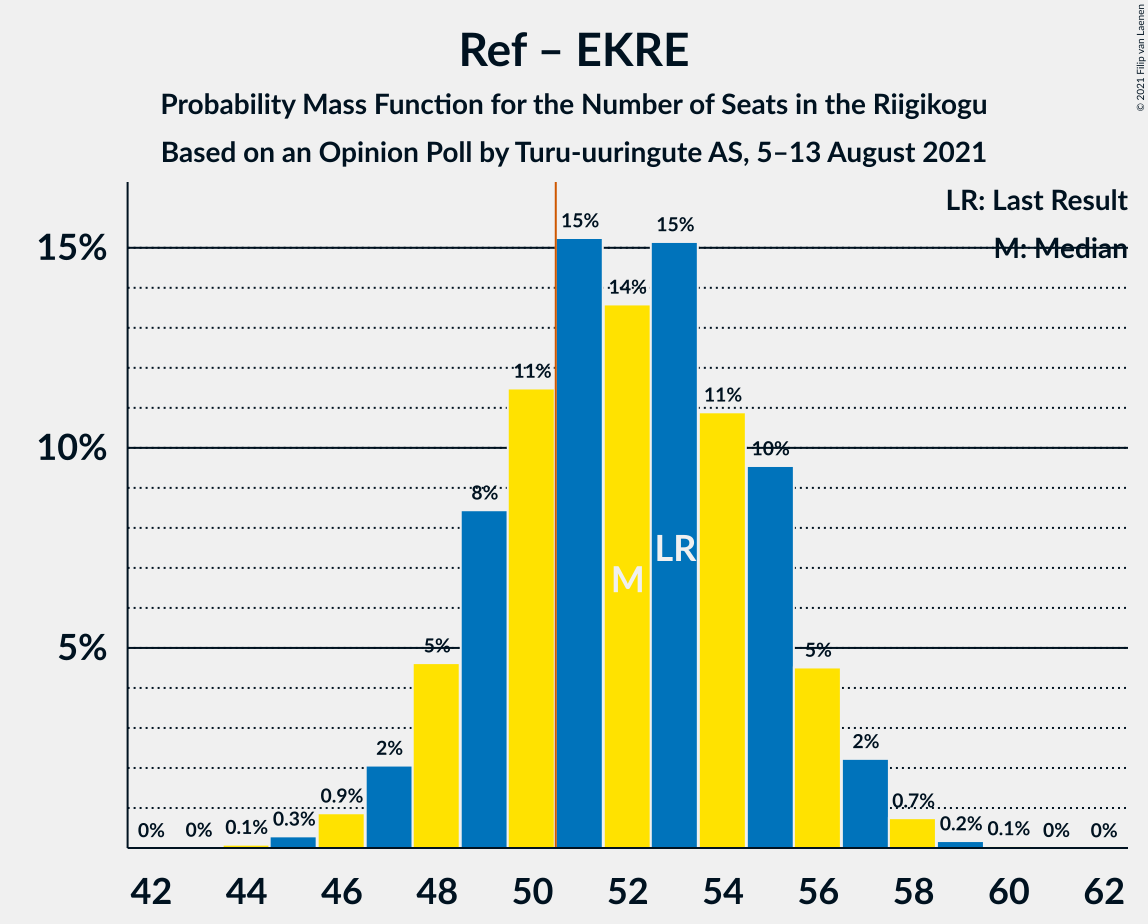 Ref – EKRE
Probability Mass Function for the Number of Seats in the Riigikogu
Based on an Opinion Poll by Turu-uuringute AS, 5–13 August 2021
© 2021 Filip van Laenen
LR: Last Result
M: Median
15%
10%
5%
0%
0%
0.1%
0.3%
0.9%
2%
5%
8%
11%
15%
14%
15%
11%
10%
5%
2%
0.7%
0.2%
0.1%
0%
0%
M
LR
42 44 46 48 50 52 54 56 58 60 62